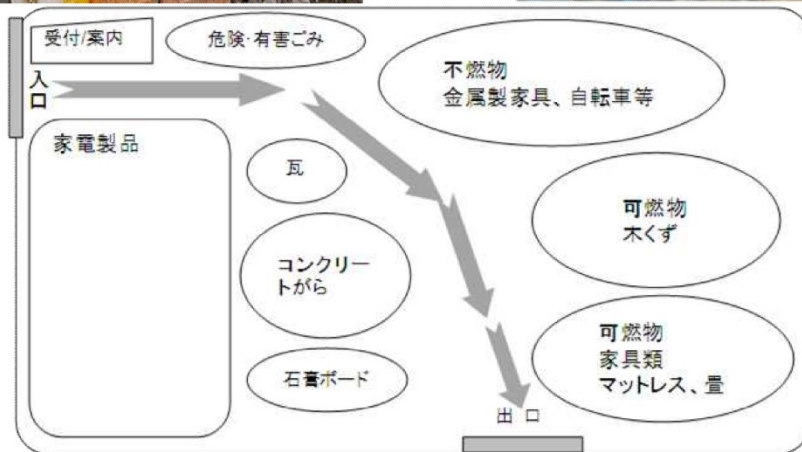 受付/案内
危険・有害ごみ
不燃物
金属製家具、自転車等
入
口
家電製品
瓦
可燃物
木くず
コンクリー
トがら
可燃物
家具類
マットレス、畳
石膏ボード
出 口